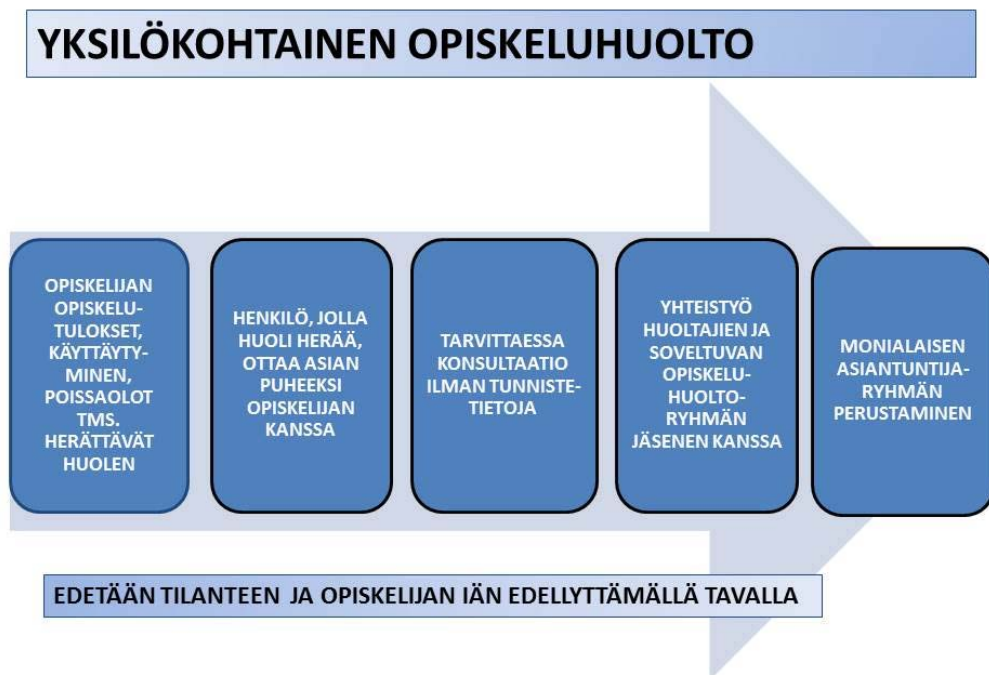 YKSILÖKOHTAINEN OPISKELUHUOLTO
OPISKELIJAN
OPISKELU-
TULOKSET,
KÄYTTÄYTY-
MINEN,
POISSAOLOT
TMS.
HERÄTTÄVÄT
HUOLEN
HENKILÖ, JOLLA
HUOLI HERÄÄ,
OTTAA ASIAN
PUHEEKSI
OPISKELIJAN
KANSSA
TARVITTAESSA
KONSULTAATIO
ILMAN TUNNISTE-
TIETOJA
YHTEISTYÖ
HUOLTAJIEN JA
SOVELTUVAN
OPISKELU-
HUOLTO-
RYHMÄN
JÄSENEN KANSSA
MONIALAISEN
ASIANTUNTIJA-
RYHMÄN
PERUSTAMINEN
EDETÄÄN TILANTEEN JA OPISKELIJAN IÄN EDELLYTTÄMÄLLÄ TAVALLA